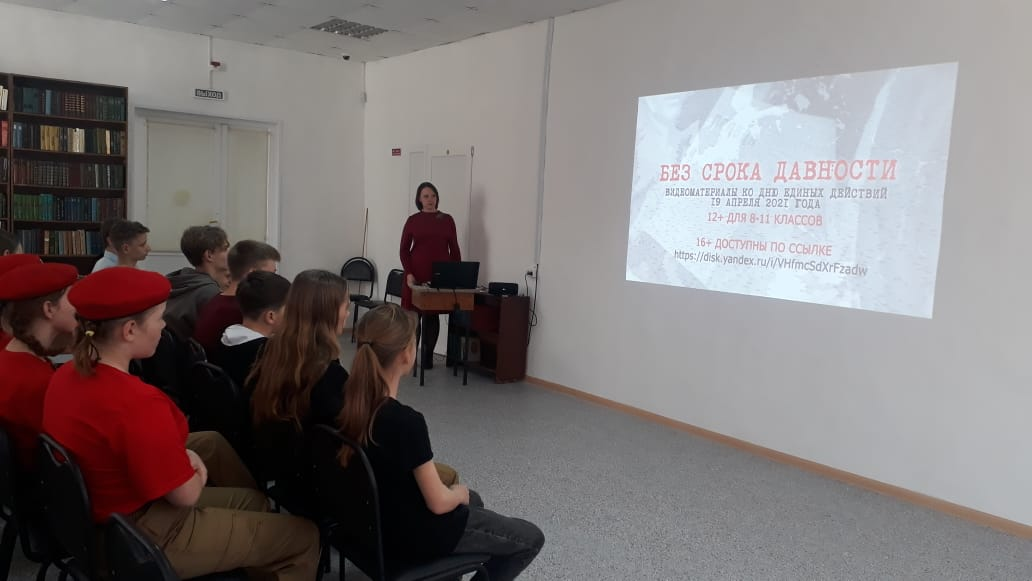 БЕЗ СРОКА ДАВНОСТИ
ВИДЕОМАТЕРИАЛЫ КО ДНЮ ЕДИНЫХ ДЕЙСТВИЙ
19 АПРЕЛЯ 2021 ГОДА
12+ ДЛЯ 8-11 КЛАССОВ
16+ ДОСТУПНЫ ПО ССЫЛКЕ
https://disk.yandex.ru/i/VHfmcSdXrFzadw